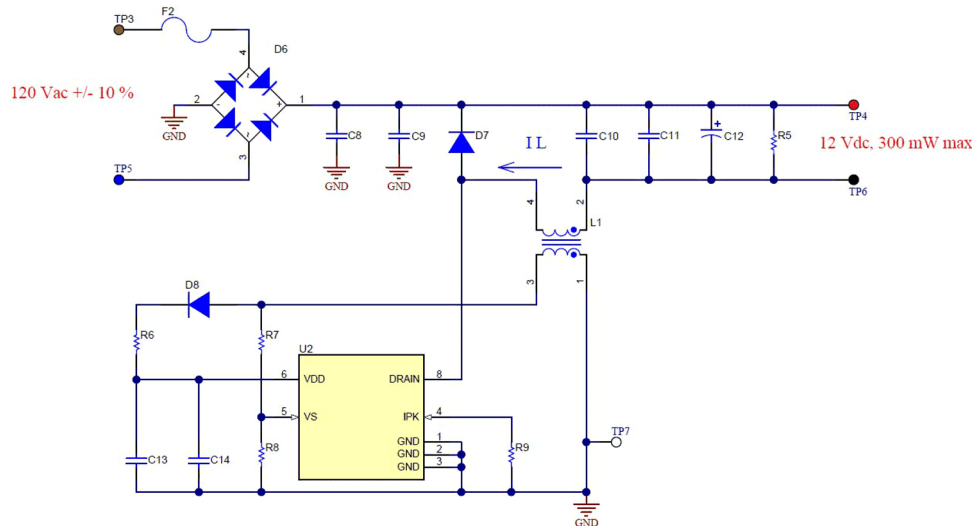 TP3
F2
4
D6
120 Vac +/- 10 %
~
2
-
+
1
GND
~
3
TP5
C8
GND
C9
GND
D7
I L
C10
C11
+
C12
R5
TP4
12 Vdc, 300 mW max
TP6
4
2
L1
3
1
D8
R6
R7
U2
6
VDD
DRAIN
8
5
VS
IPK
4
GND
1
GND
2
GND
3
R8
R9
C13
C14
TP7
GND